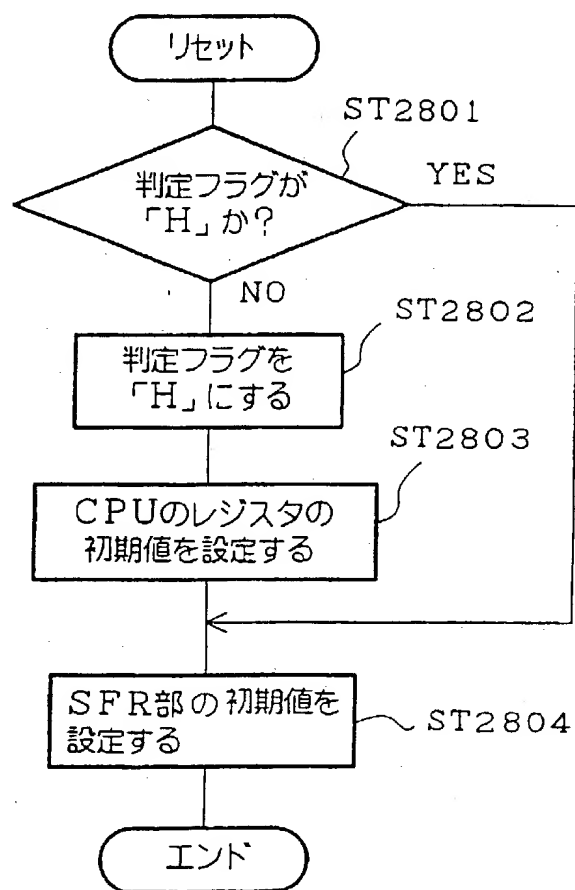 リセット
ST2801
判定フラグが
「H」か?
YES
NO
ST2802
判定フラグを
「H」にする
ST2803
CPUのレジスタの
初期値を設定する
SFR部の初期値を
設定する
ST2804
エンド